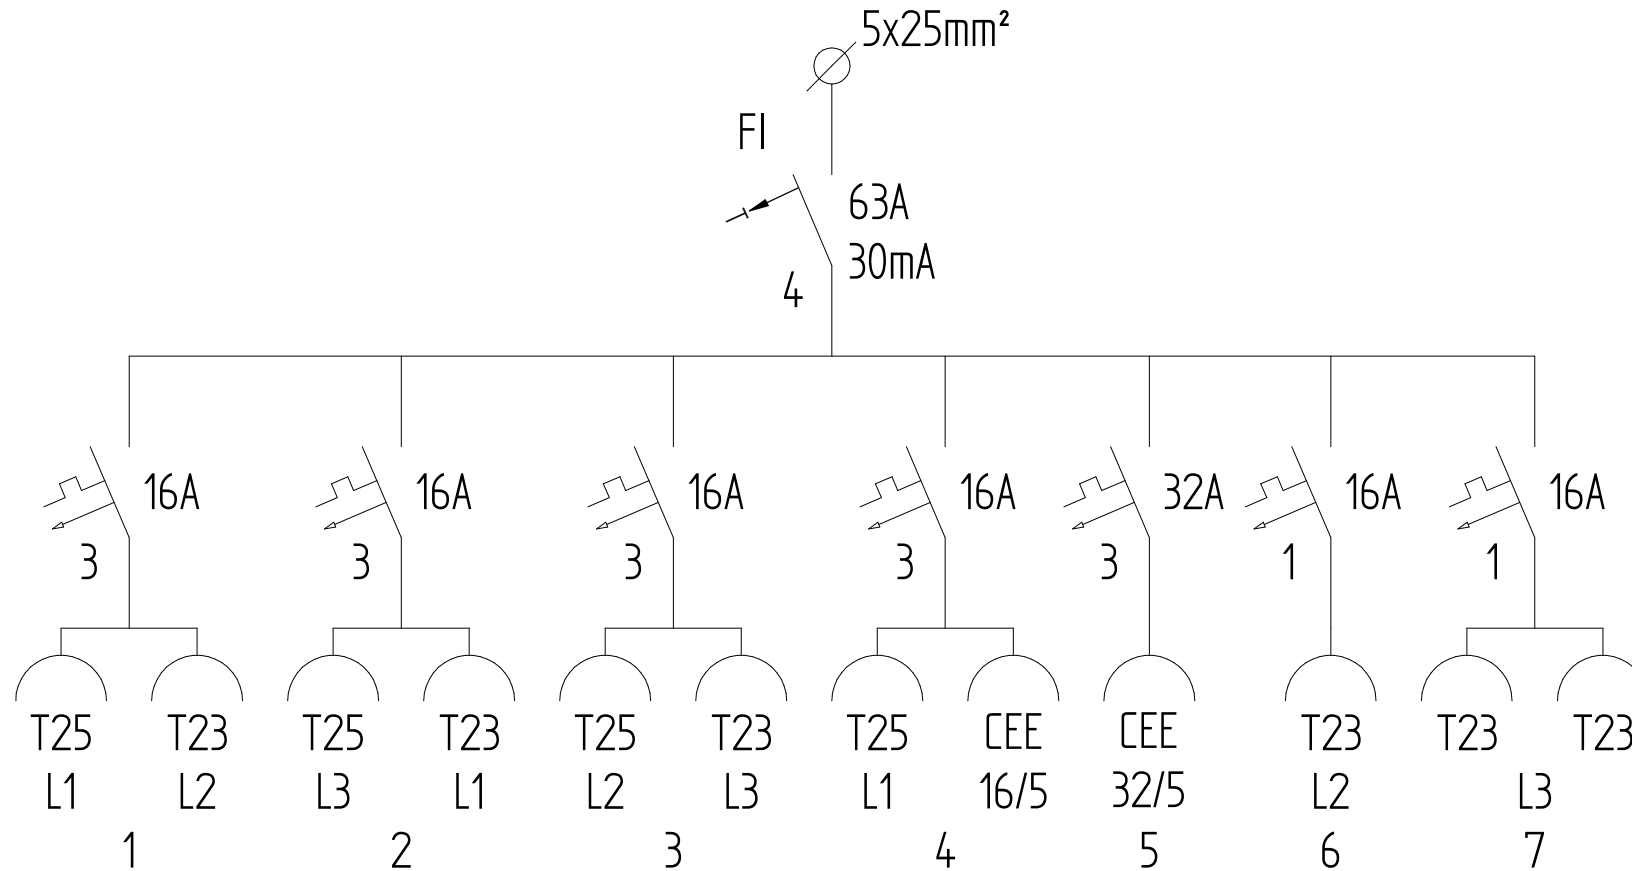 5x25mm²
FI
63A
30mA
4
16A 16A 16A 16A 32A 16A 16A
3 3 3 3 3 1 1
T25 T23 T25 T23 T25 T23 T25 CEE CEE T23 T23 T23
L1 L2 L3 L1 L2 L3 L1 16/5 32/5 L2 L3
1 2 3 4 5 6 7